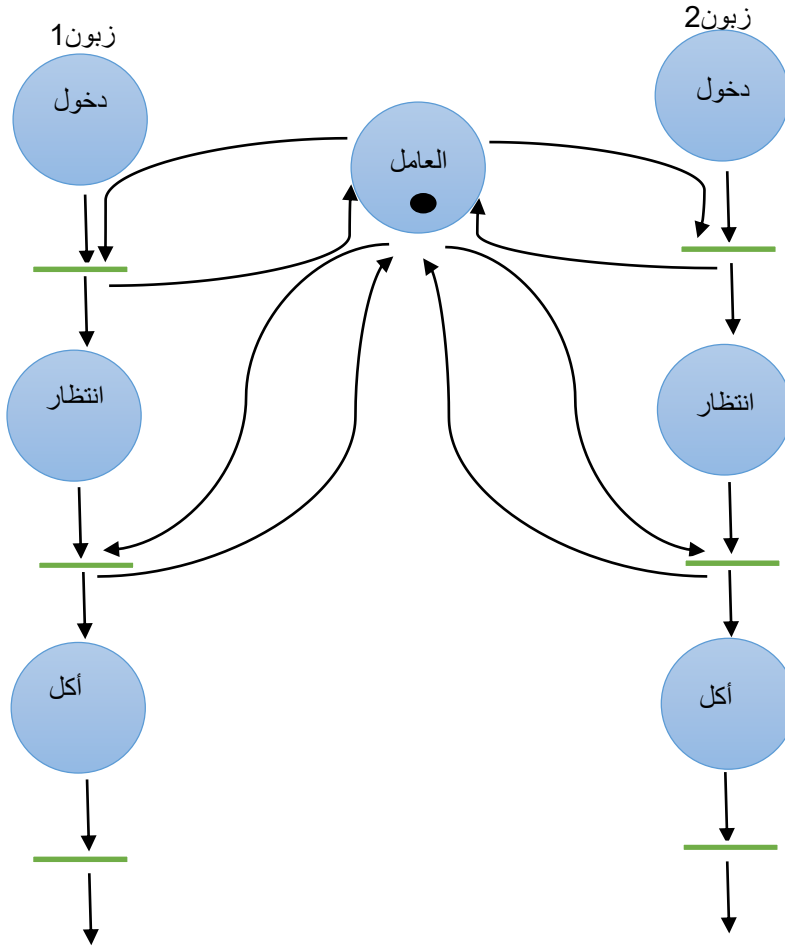 زبون1
زبون2
دخول
دخول
العامل
انتظار
انتظار
أكل
أكل